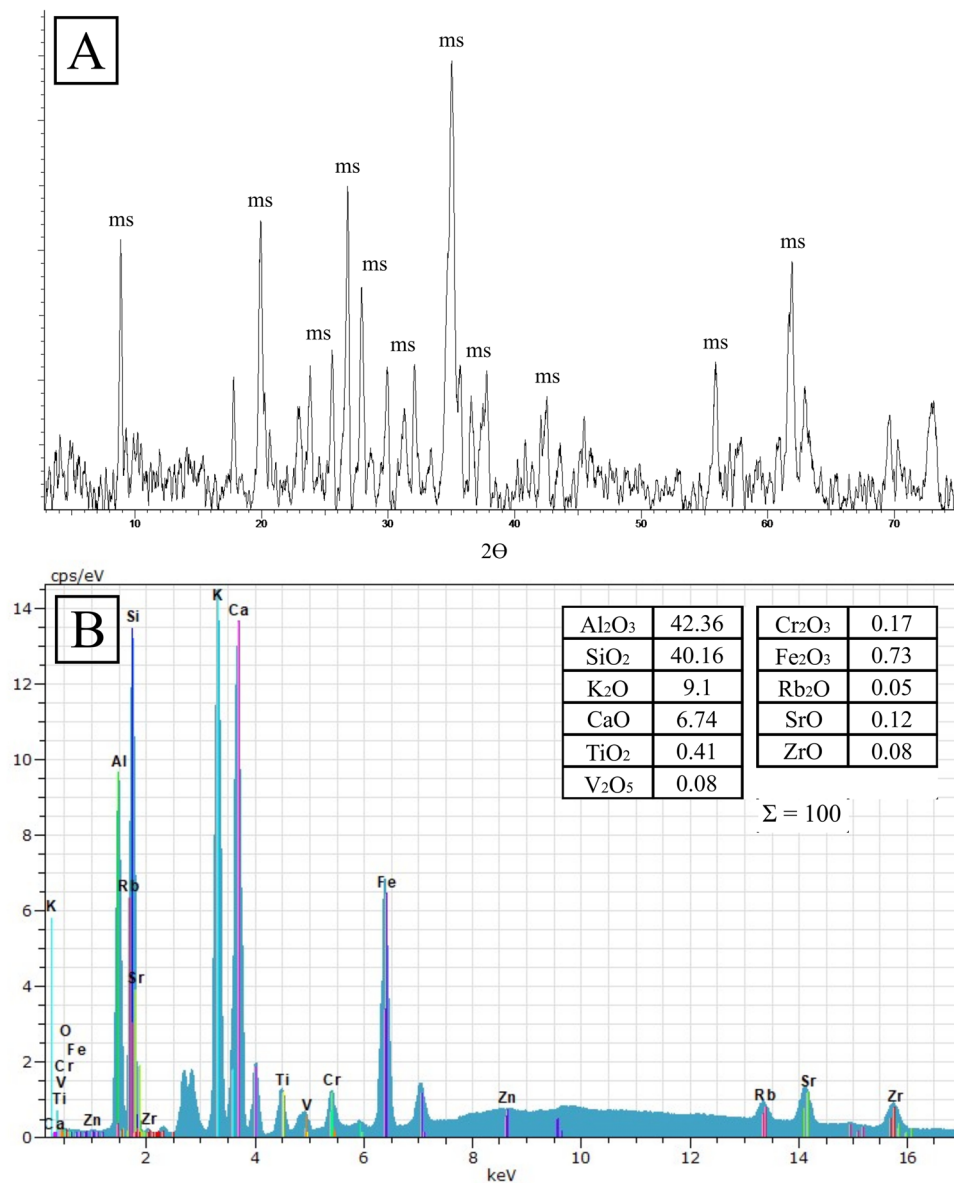 A
ms
ms
ms
ms
ms
ms
ms
ms
ms
ms
ms
10 20 30 40 50 60 70
2Θ
cps/eV
B
14
12
10
8
6
4
2
0
K
Ca
Si
Al
Rb
K
Sr
Fe
O
Fe
Cr
V
Ti
Ca
Zn
Zr
Ti
V
Cr
Zn
Rb
Sr
Zr
Al₂O₃ 42.36 Cr₂O₃ 0.17
SiO₂ 40.16 Fe₂O₃ 0.73
K₂O 9.1 Rb₂O 0.05
CaO 6.74 SrO 0.12
TiO₂ 0.41 ZrO 0.08
V₂O₅ 0.08
Σ = 100
2 4 6 8 10 12 14 16
keV